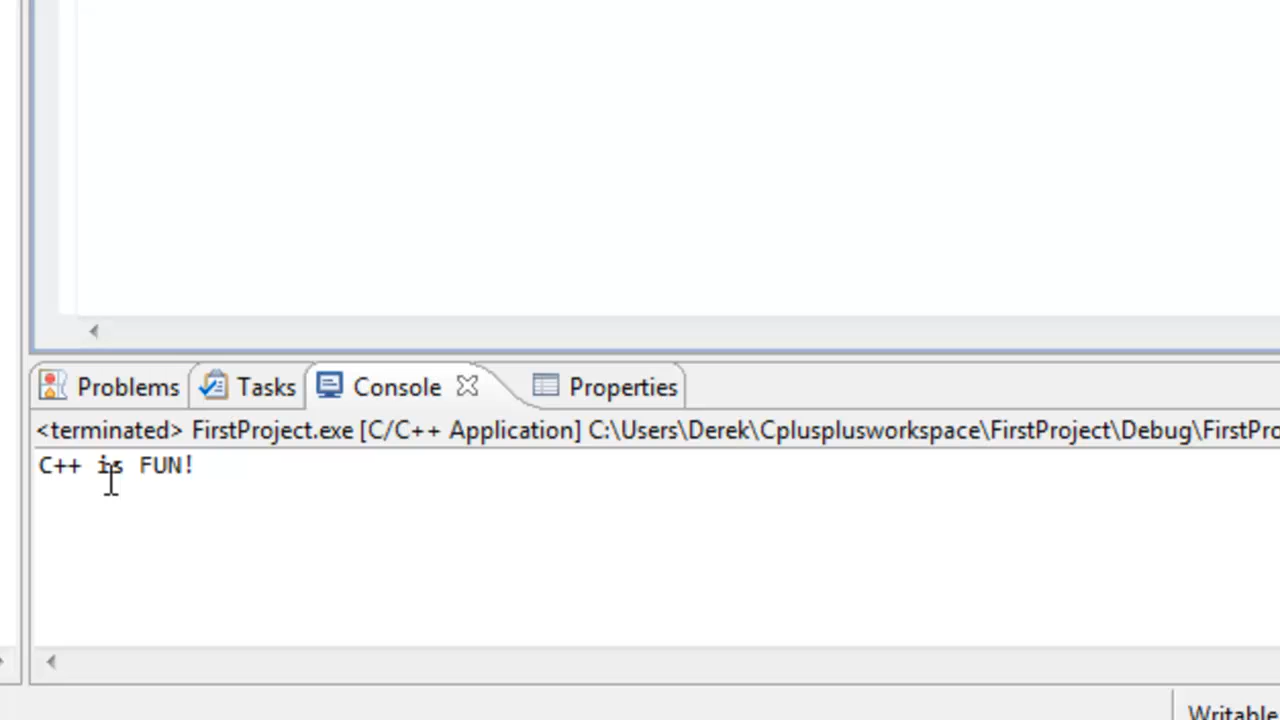 Problems Tasks Console Properties
<terminated> FirstProject.exe [C/C++ Application] C:\Users\Derek\Cplusplusworkspace\FirstProject\Debug\FirstPro
C++ is FUN!
Writable